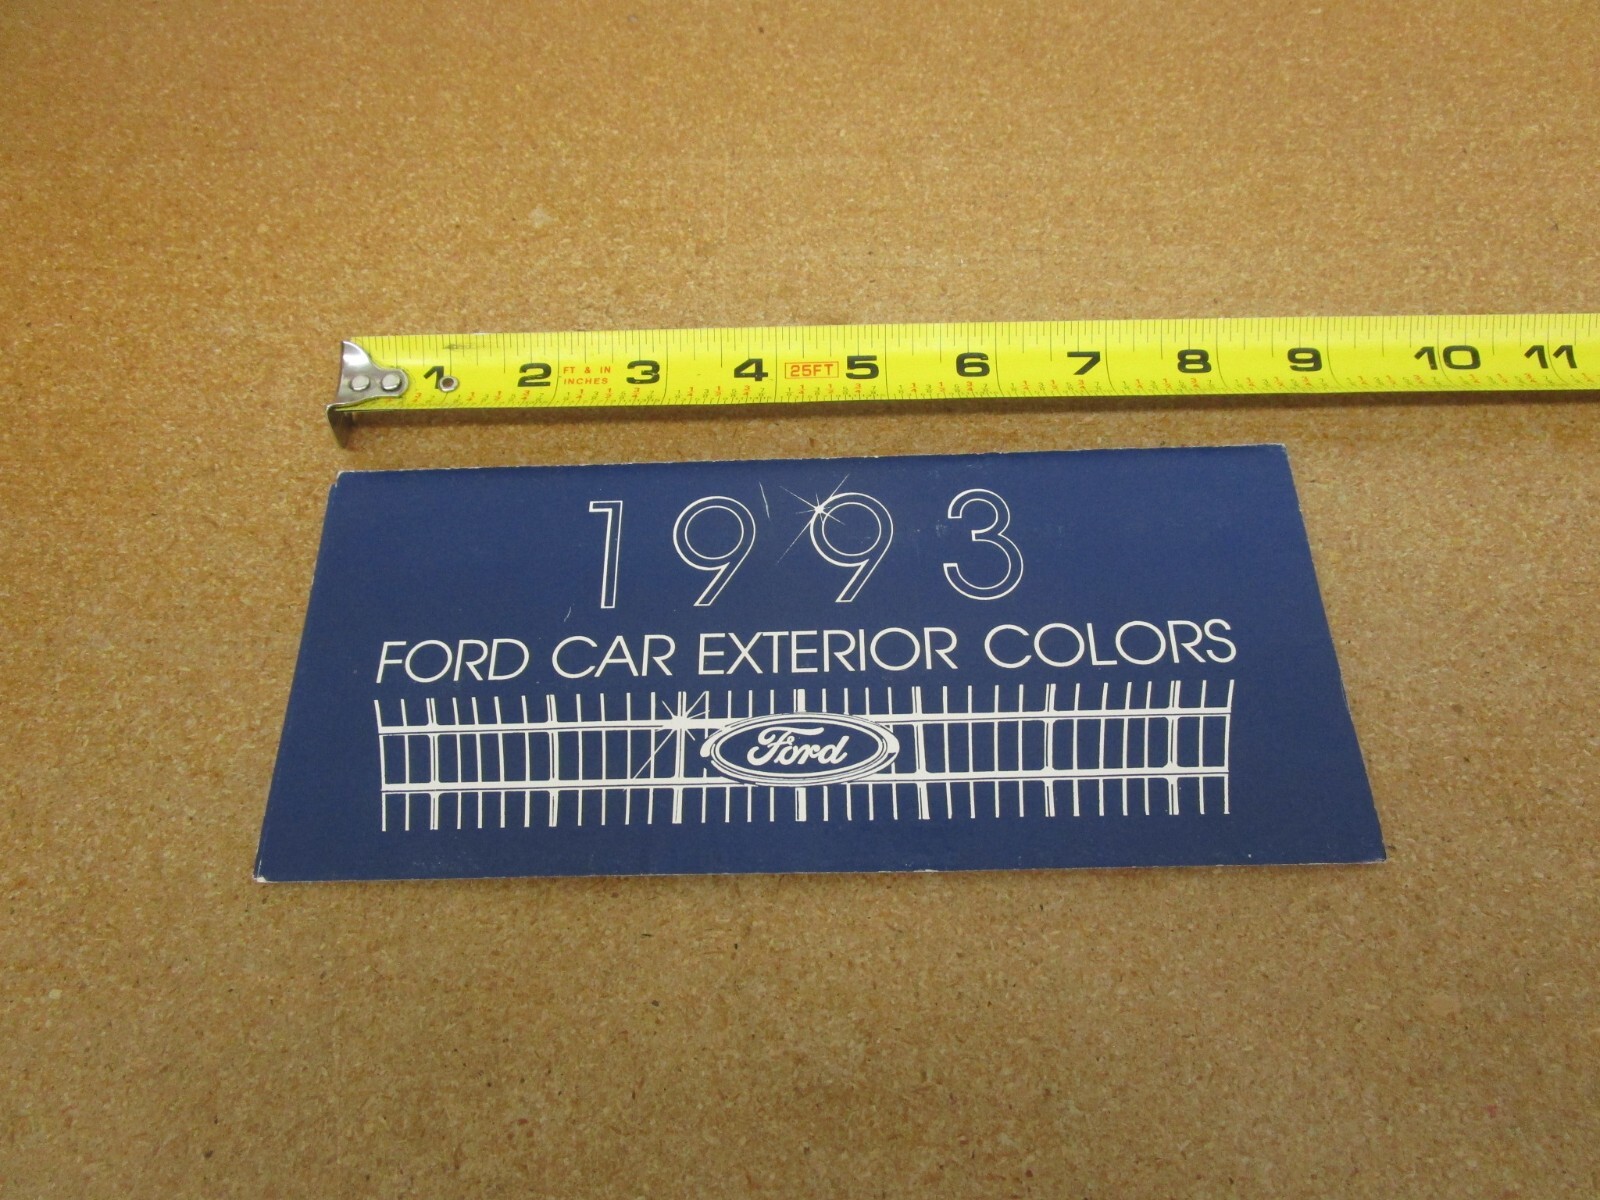 1 2 FT & IN INCHES 3 4 25FT 5 6 7 8 9 10 11
1993
FORD CAR EXTERIOR COLORS
Ford